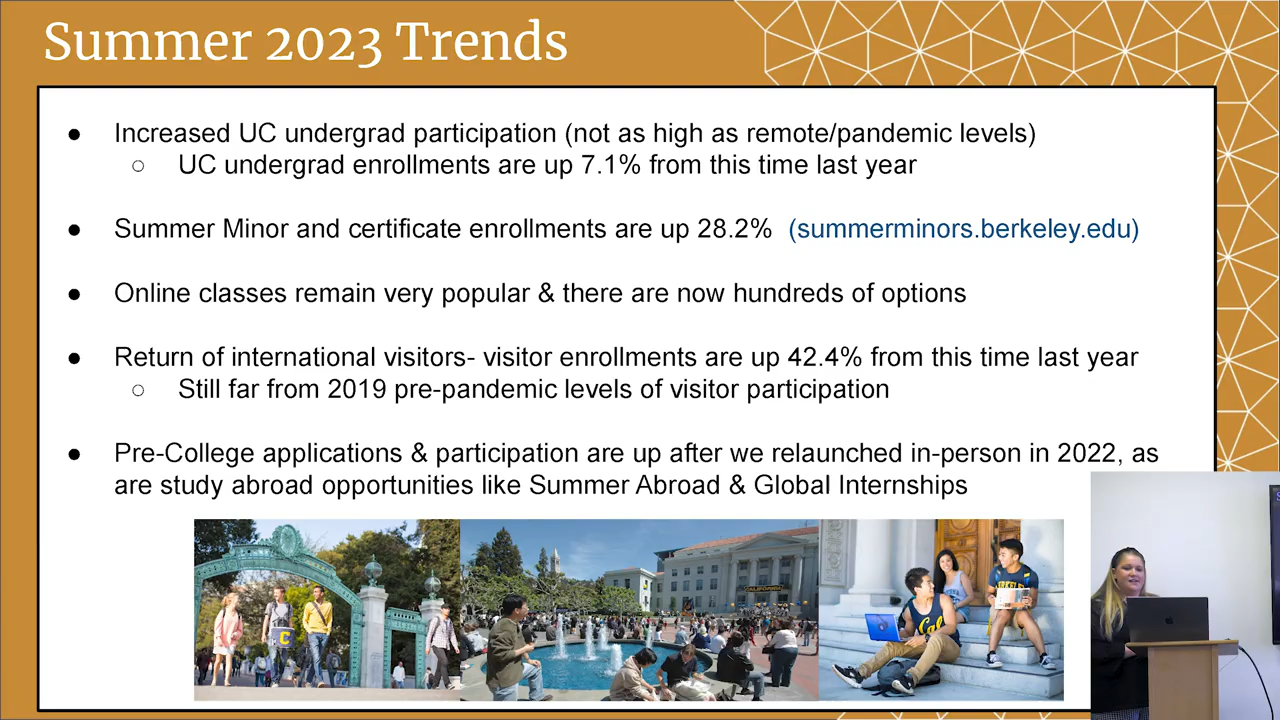 Summer 2023 Trends
● Increased UC undergrad participation (not as high as remote/pandemic levels)
○ UC undergrad enrollments are up 7.1% from this time last year
● Summer Minor and certificate enrollments are up 28.2% (summerminors.berkeley.edu)
● Online classes remain very popular & there are now hundreds of options
● Return of international visitors- visitor enrollments are up 42.4% from this time last year
○ Still far from 2019 pre-pandemic levels of visitor participation
● Pre-College applications & participation are up after we relaunched in-person in 2022, as
are study abroad opportunities like Summer Abroad & Global Internships
C
CALIFORNIA
Cal